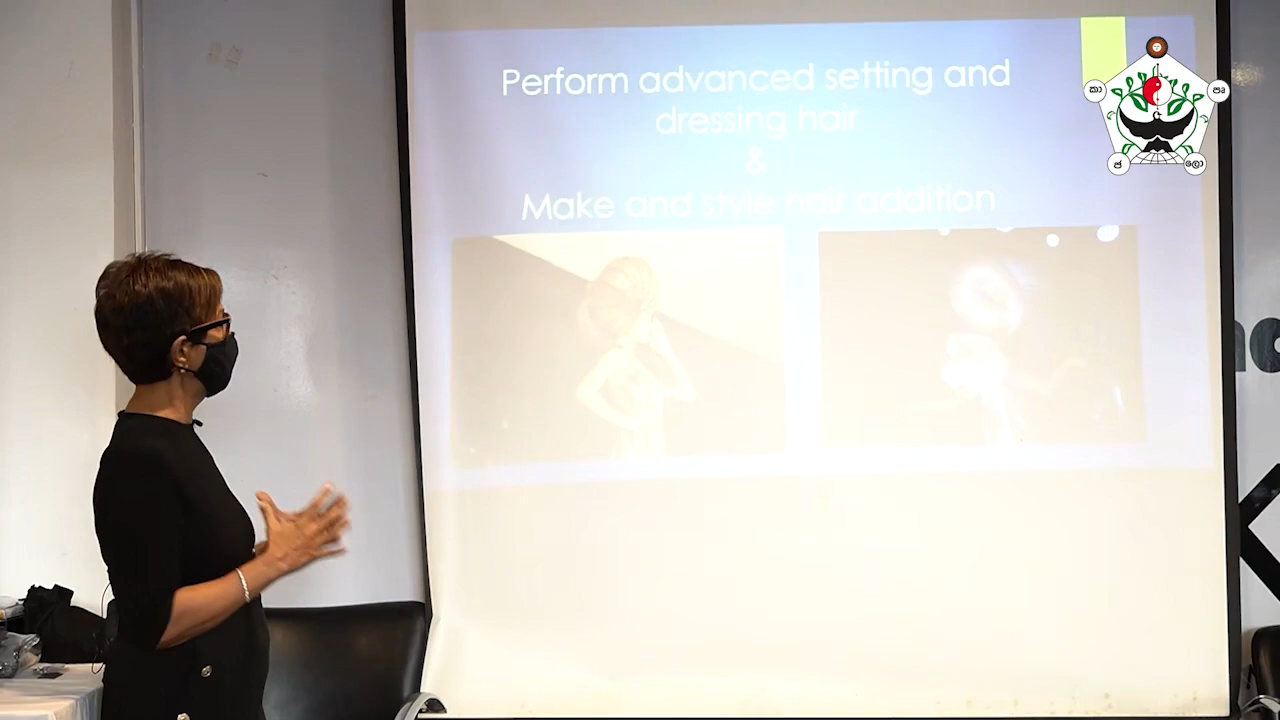 Perform advanced setting and
dressing hair
&
Make and style hair addition
කා
පෘ
ජ
ලො